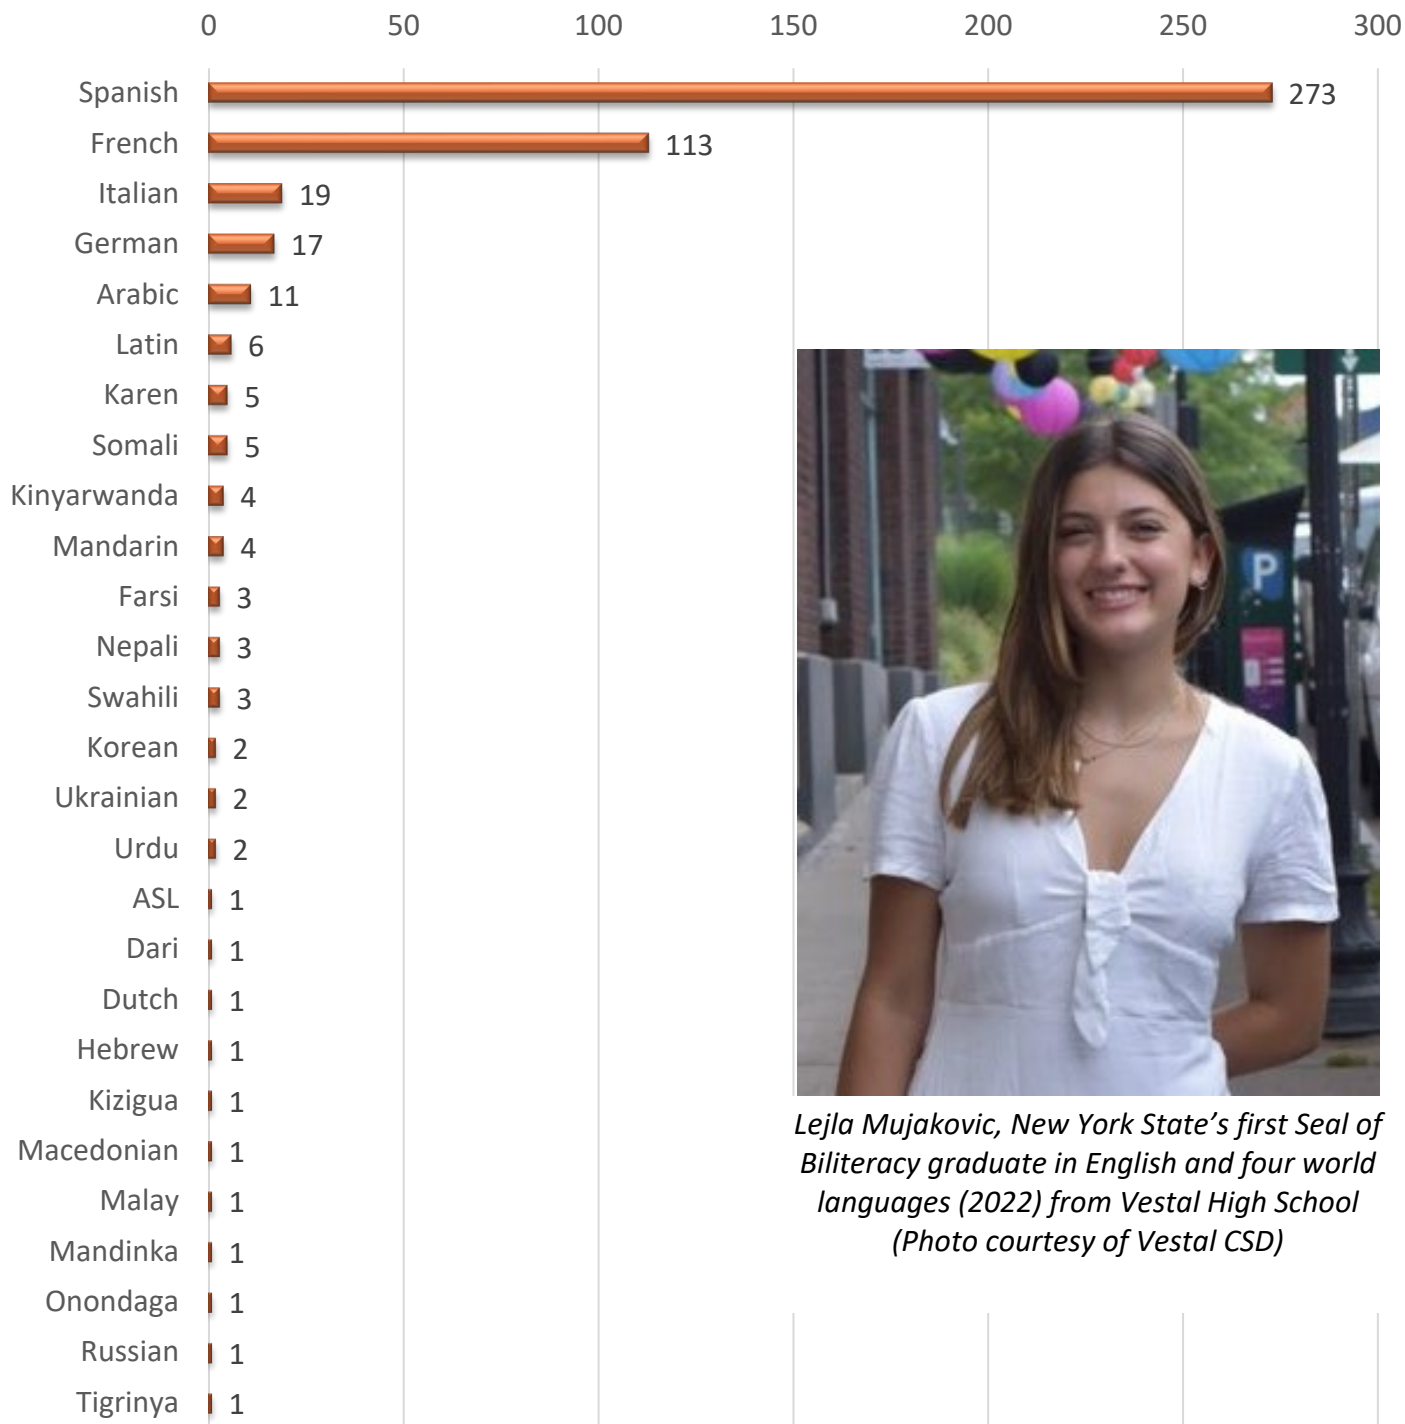 0 50 100 150 200 250 300
Spanish 273
French 113
Italian 19
German 17
Arabic 11
Latin 6
Karen 5
Somali 5
Kinyarwanda 4
Mandarin 4
Farsi 3
Nepali 3
Swahili 3
Korean 2
Ukrainian 2
Urdu 2
ASL 1
Dari 1
Dutch 1
Hebrew 1
Kizigua 1
Macedonian 1
Malay 1
Mandinka 1
Onondaga 1
Russian 1
Tigrinya 1
P
Lejla Mujakovic, New York State’s first Seal of
Biliteracy graduate in English and four world
languages (2022) from Vestal High School
(Photo courtesy of Vestal CSD)